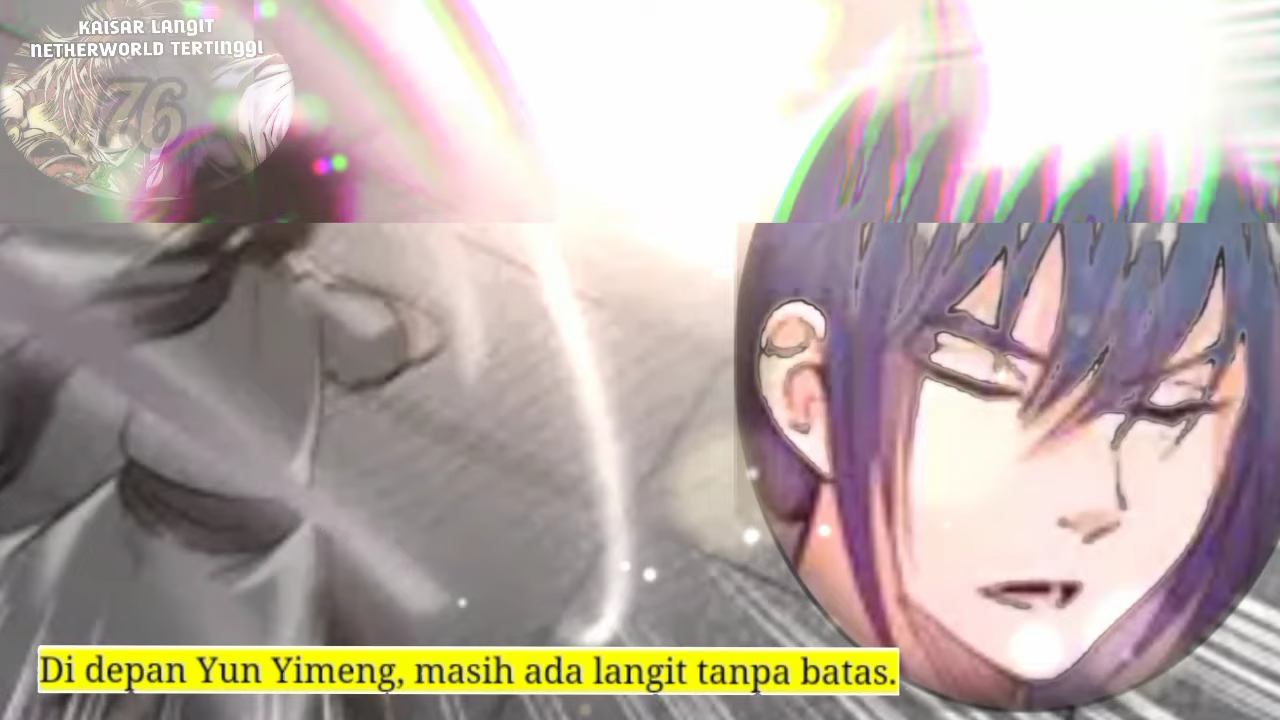 KAISAR LANGIT
NETHERWORLD TERTINGGI
76
Di depan Yun Yimeng, masih ada langit tanpa batas.